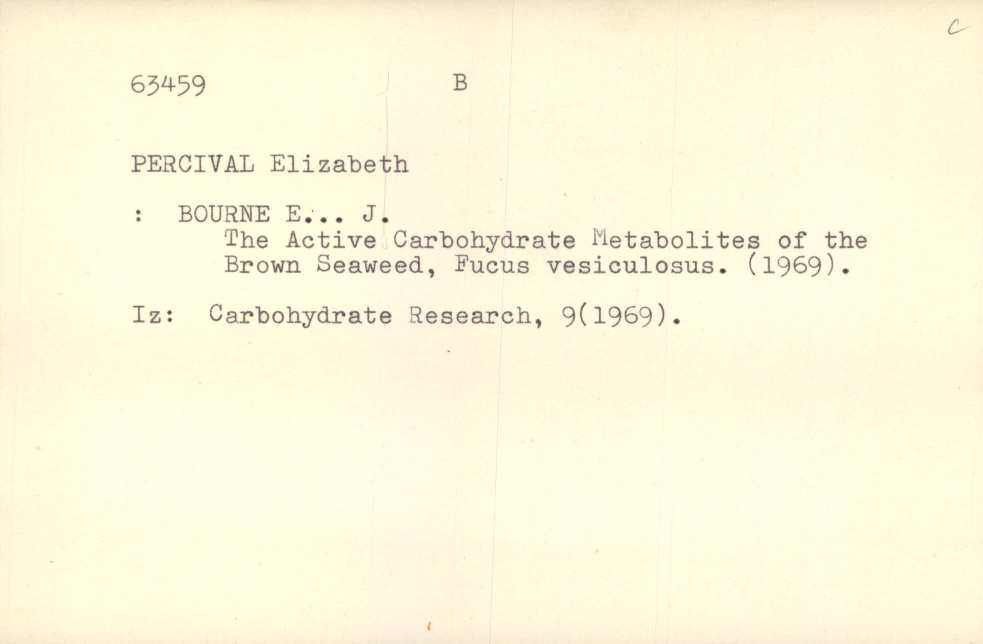 c
63459 B
PERCIVAL Elizabeth
: BOURNE E... J.
The Active Carbohydrate Metabolites of the
Brown Seaweed, Fucus vesiculosus. (1969).
Iz: Carbohydrate Research, 9(1969).